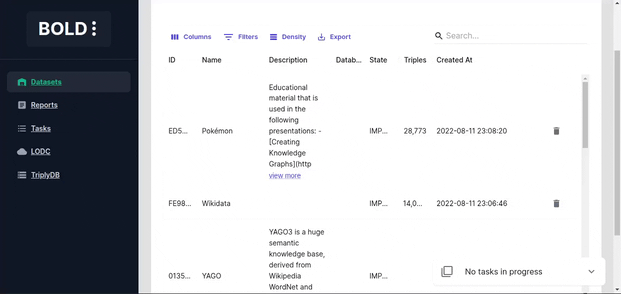 BOLD
Datasets
Reports
Tasks
LODC
TriplyDB
Columns Filters Density Export Search...
ID Name Description Datab... State Triples Created At
Educational
material that is
used in the
following
presentations: -
[Creating
Knowledge
Graphs](http
view more
ED5... Pokémon IMP... 28,773 2022-08-11 23:08:20
FE98... Wikidata IMP... 14,0... 2022-08-11 23:06:46
YAGO3 is a huge
semantic
knowledge base,
derived from
Wikipedia
WordNet and
0135... YAGO IMP...
No tasks in progress